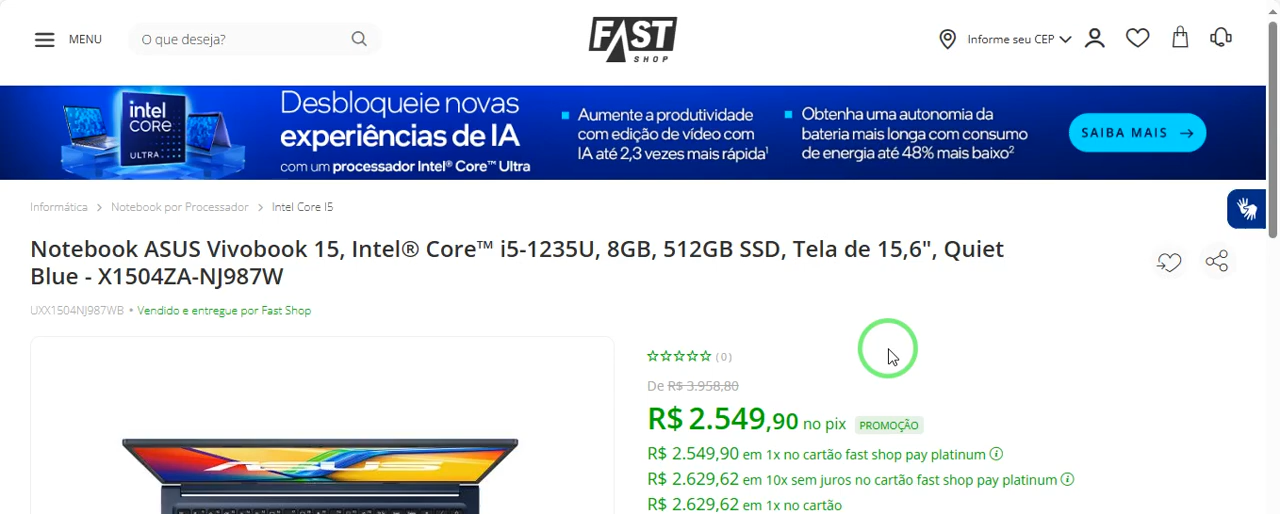 MENU
O que deseja?
FAST
SHOP
Informe seu CEP
intel
CORE
ULTRA
Desbloqueie novas
experiências de IA
com um processador Intel® Core™ Ultra
Aumente a produtividade
com edição de vídeo com
IA até 2,3 vezes mais rápida¹
Obtenha uma autonomia da
bateria mais longa com consumo
de energia até 48% mais baixo²
SAIBA MAIS →
Informática > Notebook por Processador > Intel Core I5
Notebook ASUS Vivobook 15, Intel® Core™ i5-1235U, 8GB, 512GB SSD, Tela de 15,6", Quiet
Blue - X1504ZA-NJ987W
UXX1504NJ987WB • Vendido e entregue por Fast Shop
(0)
De R$ 3.958,80
R$ 2.549,90 no pix PROMOÇÃO
R$ 2.549,90 em 1x no cartão fast shop pay platinum
R$ 2.629,62 em 10x sem juros no cartão fast shop pay platinum
R$ 2.629,62 em 1x no cartão
ASUS